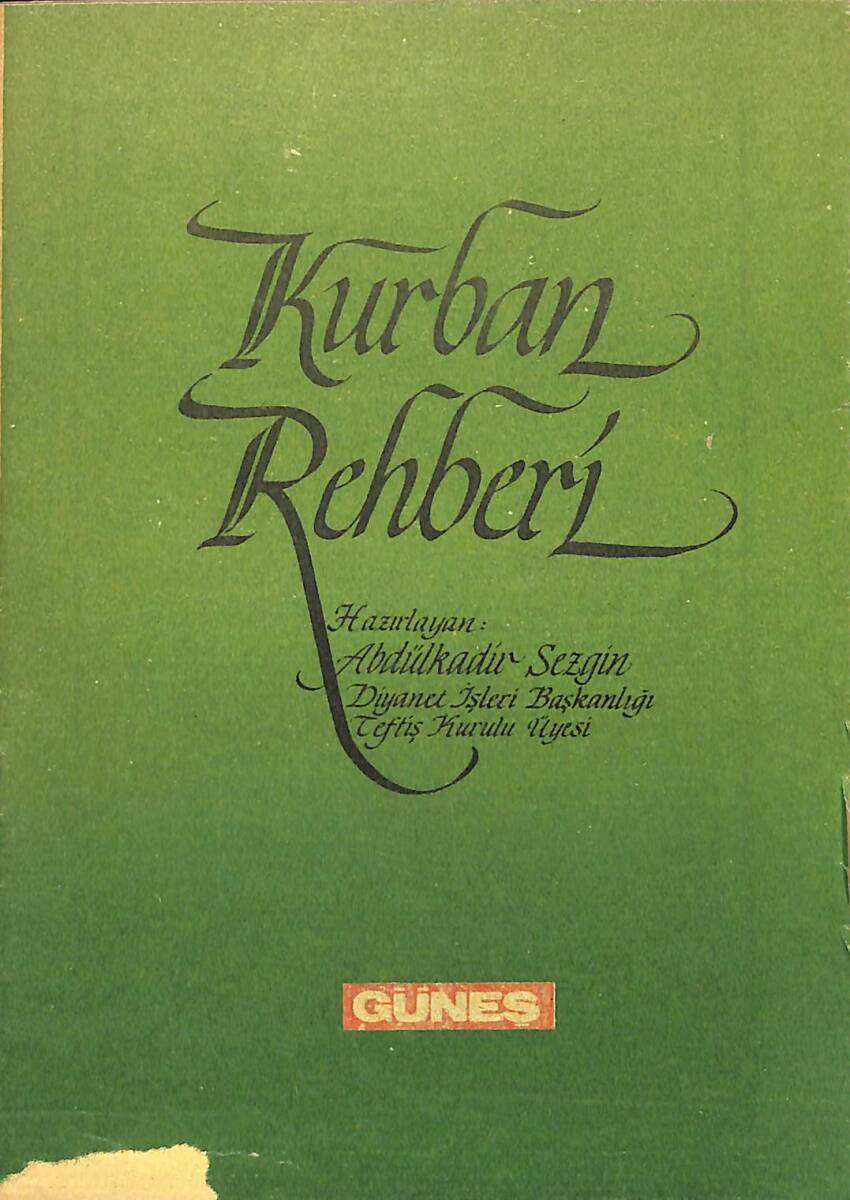 Kurban
Rehberi
Hazırlayan:
Abdülkadir Sezgin
Diyanet İşleri Başkanlığı
Teftiş Kurulu Üyesi
GÜNEŞ